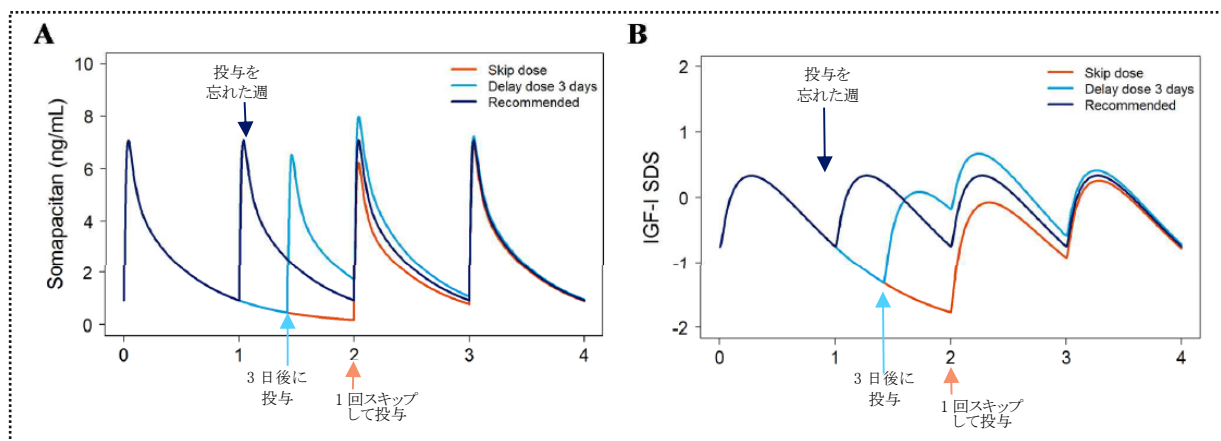 A
Somapacitan (ng/mL)
10
8
6
4
2
0
0
1
2
3
4
投与を
忘れた週
Skip dose
Delay dose 3 days
Recommended
3 日後に
投与
1 回スキップ
して投与
B
IGF-I SDS
2
1
0
-1
-2
0
1
2
3
4
投与を
忘れた週
Skip dose
Delay dose 3 days
Recommended
3 日後に
投与
1 回スキップ
して投与